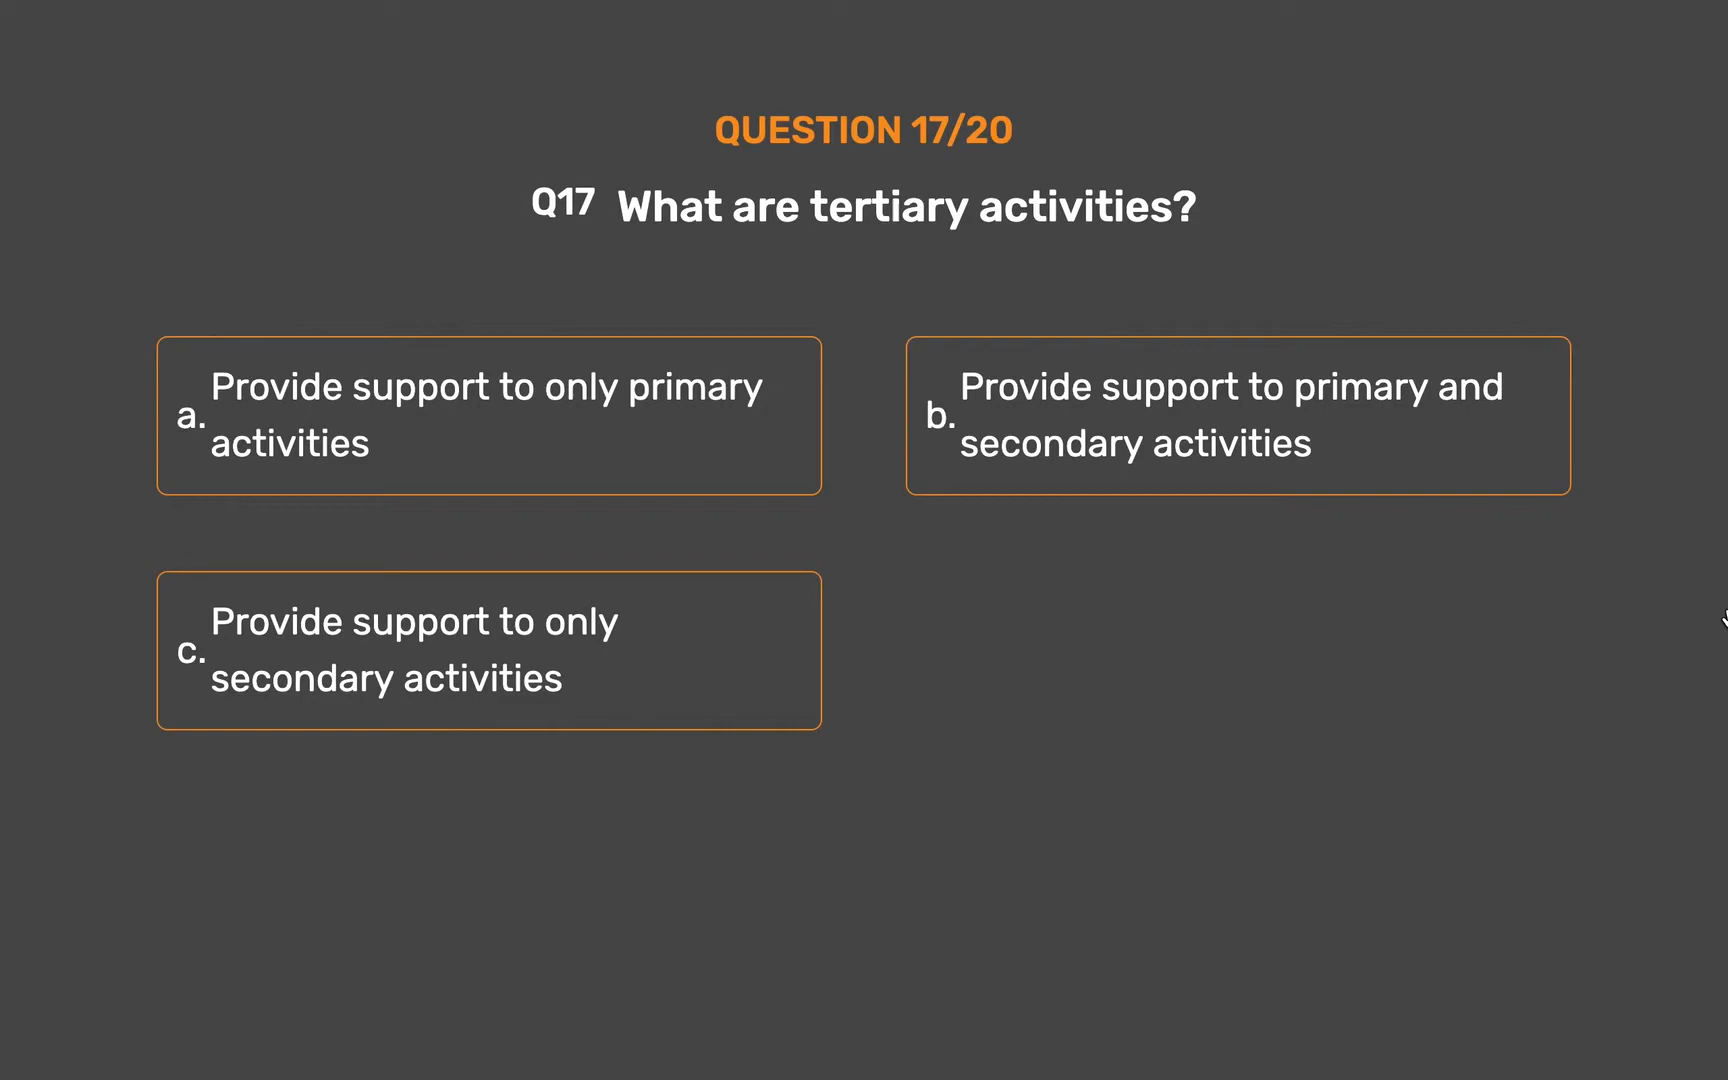 QUESTION 17/20
Q17 What are tertiary activities?
a. Provide support to only primary
activities
b. Provide support to primary and
secondary activities
c. Provide support to only
secondary activities